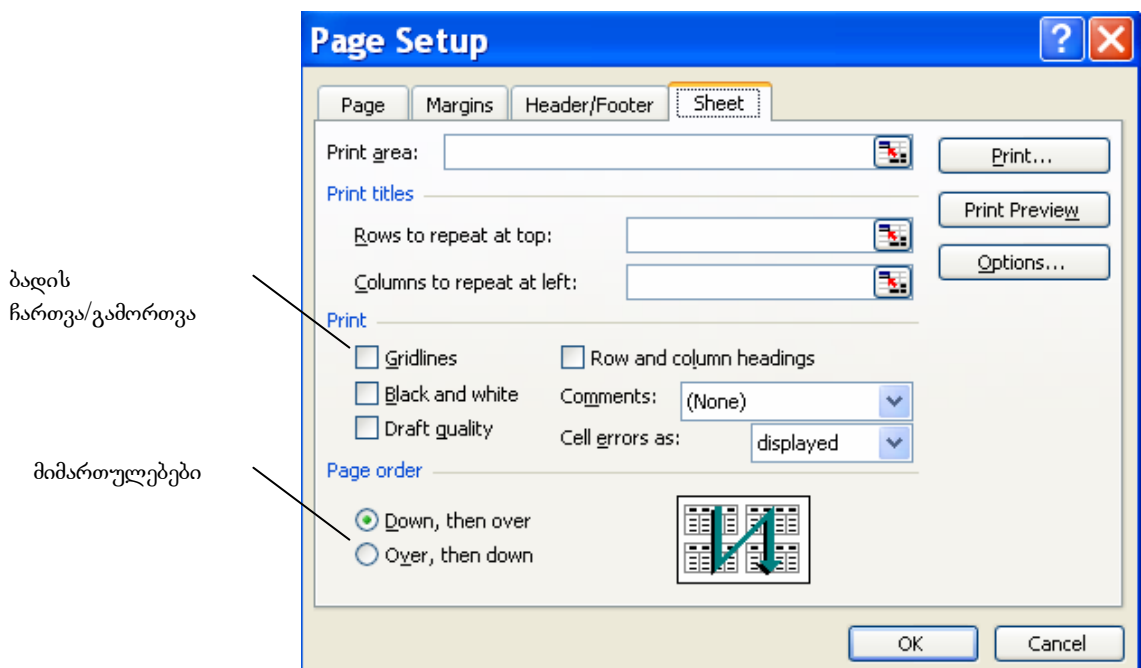 Page Setup
Page Margins Header/Footer Sheet
Print area:
Print...
Print titles
Print Preview
Rows to repeat at top:
Options...
Columns to repeat at left:
ბადის
ჩართვა/გამორთვა
Print
Gridlines
Row and column headings
Black and white
Comments: (None)
Draft quality
Cell errors as: displayed
მიმართულებები
Page order
Down, then over
Over, then down
OK Cancel